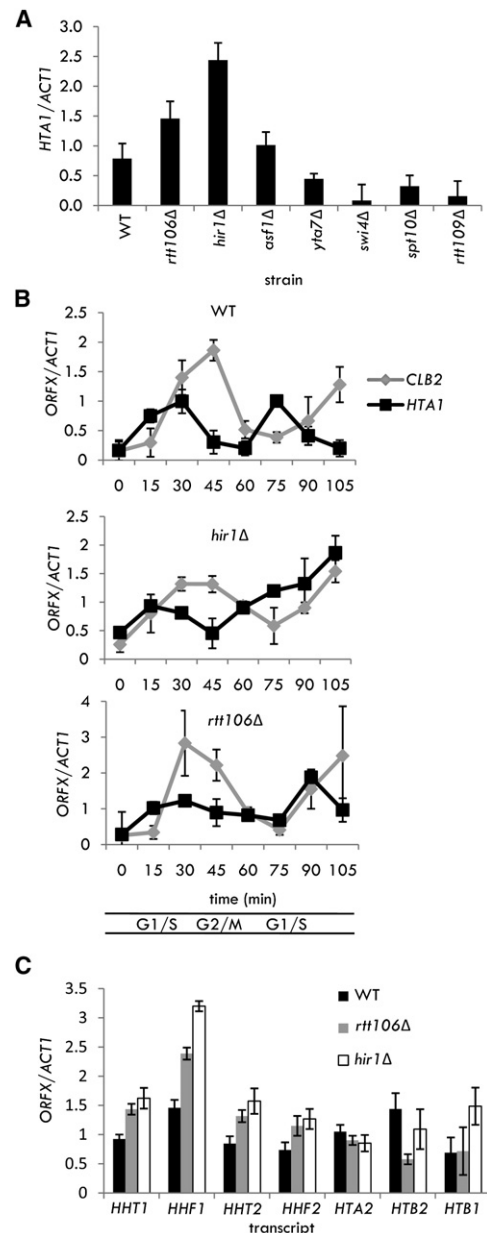 A
HTA1/ACT1
3.0
2.5
2.0
1.5
1.0
0.5
0.0
WT
rtt106Δ
hir1Δ
asf1Δ
yta7Δ
swi4Δ
spt10Δ
rtt109Δ
strain
B
WT
ORFX/ACT1
2
1.5
1
0.5
0
0 15 30 45 60 75 90 105
CLB2
HTA1
hir1Δ
ORFX/ACT1
2
1.5
1
0.5
0
0 15 30 45 60 75 90 105
rtt106Δ
ORFX/ACT1
4
3
2
1
0
0 15 30 45 60 75 90 105
time (min)
G1/S G2/M G1/S
C
ORFX/ACT1
3.5
3
2.5
2
1.5
1
0.5
0
WT
rtt106Δ
hir1Δ
HHT1 HHF1 HHT2 HHF2 HTA2 HTB2 HTB1
transcript